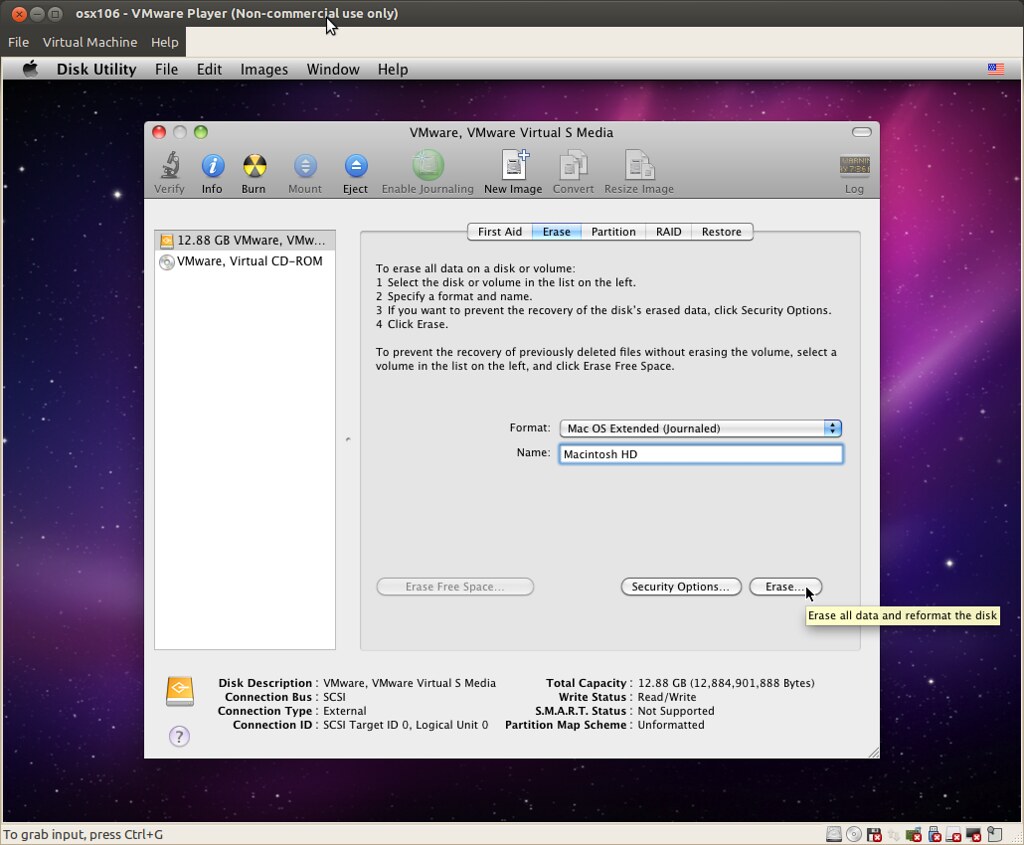 osx106 - VMware Player (Non-commercial use only)
File Virtual Machine Help
Disk Utility File Edit Images Window Help
VMware, VMware Virtual S Media
Verify Info Burn Mount Eject Enable Journaling New Image Convert Resize Image Log
12.88 GB VMware, VMw...
VMware, Virtual CD-ROM
First Aid Erase Partition RAID Restore
To erase all data on a disk or volume:
1 Select the disk or volume in the list on the left.
2 Specify a format and name.
3 If you want to prevent the recovery of the disk's erased data, click Security Options.
4 Click Erase.
To prevent the recovery of previously deleted files without erasing the volume, select a
volume in the list on the left, and click Erase Free Space.
Format: Mac OS Extended (Journaled)
Name: Macintosh HD
Erase Free Space... Security Options... Erase...
Erase all data and reformat the disk
Disk Description : VMware, VMware Virtual S Media
Connection Bus : SCSI
Connection Type : External
Connection ID : SCSI Target ID 0, Logical Unit 0
Total Capacity : 12.88 GB (12,884,901,888 Bytes)
Write Status : Read/Write
S.M.A.R.T. Status : Not Supported
Partition Map Scheme : Unformatted
?
To grab input, press Ctrl+G